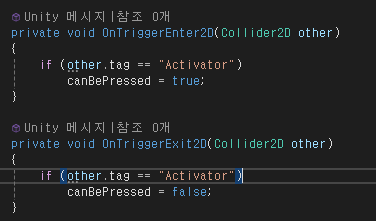 Unity 메시지|참조 0개
private void OnTriggerEnter2D(Collider2D other)
{
if (other.tag == "Activator")
canBePressed = true;
}
Unity 메시지|참조 0개
private void OnTriggerExit2D(Collider2D other)
{
if (other.tag == "Activator")
canBePressed = false;
}